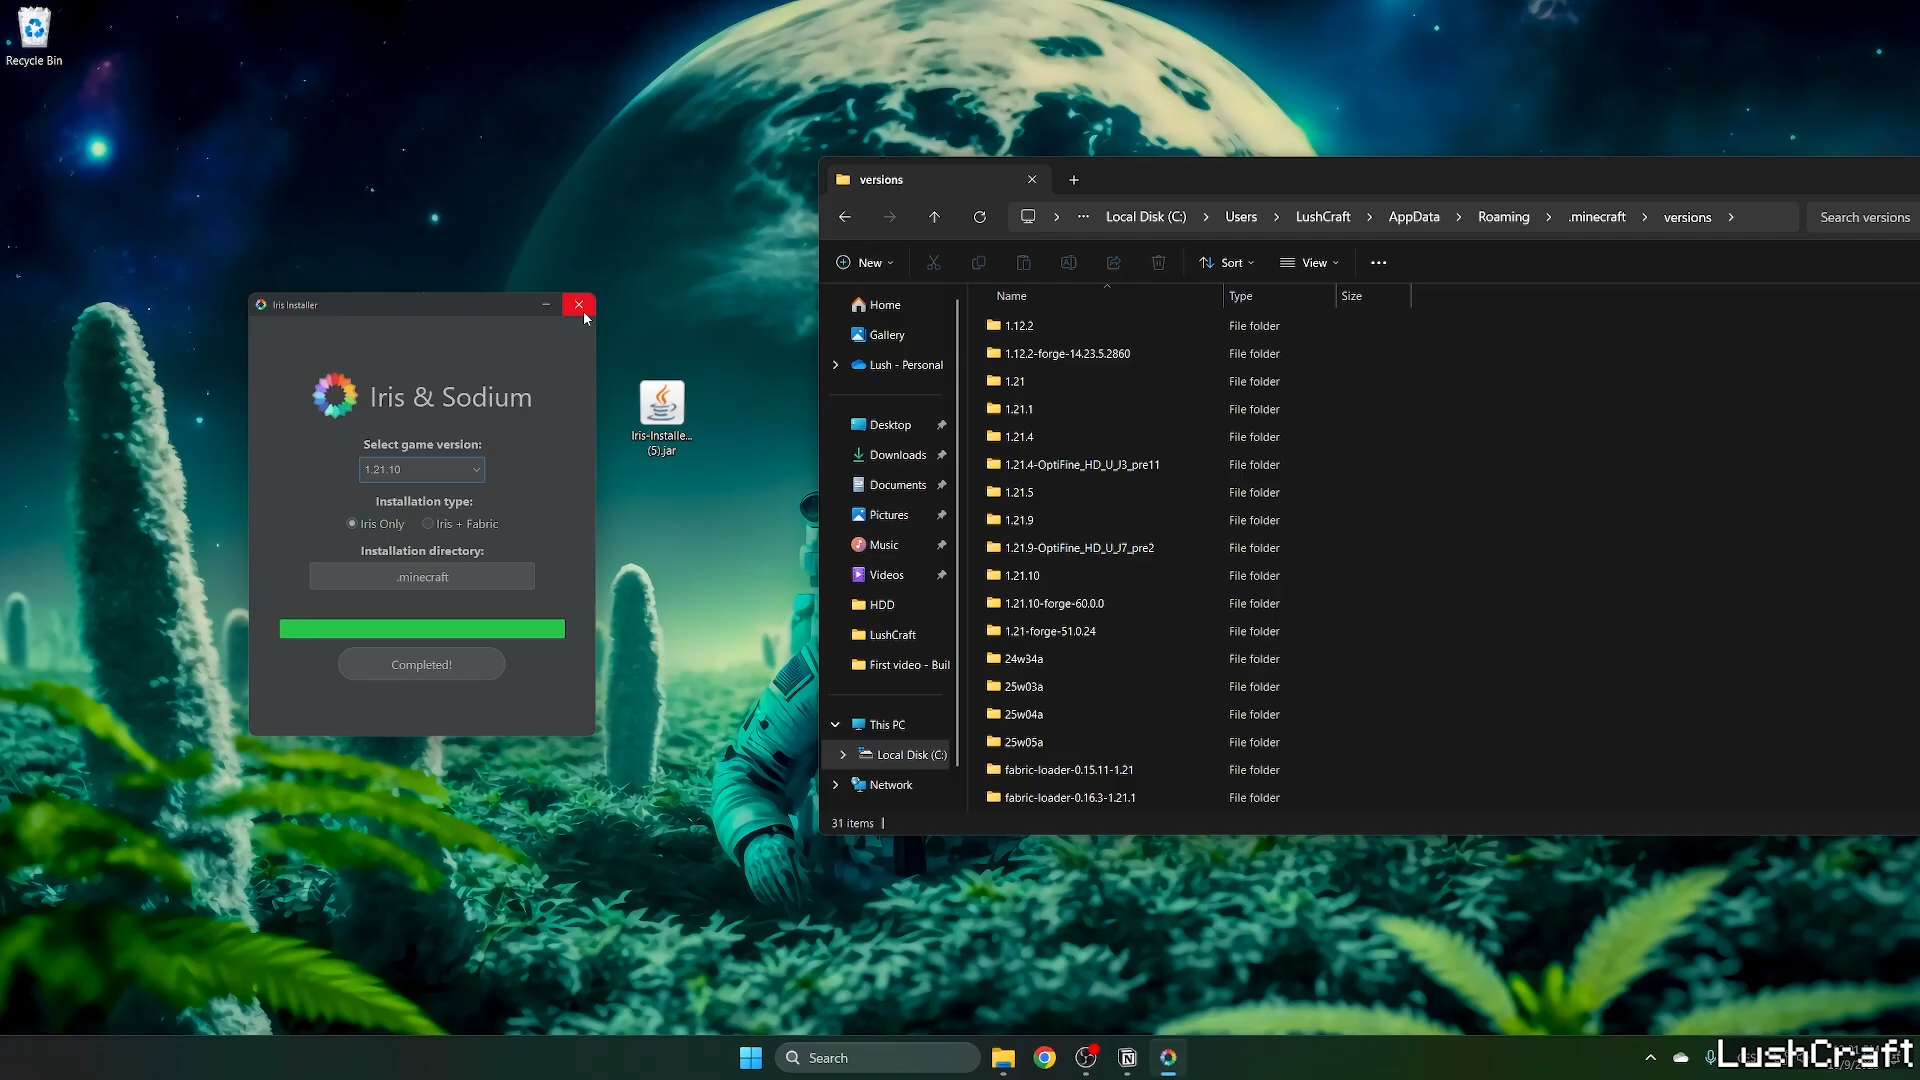 Recycle Bin
Iris Installer
Iris & Sodium
Select game version:
1.21.10
Installation type:
Iris Only
Iris + Fabric
Installation directory:
.minecraft
Completed!
Iris-Installe...
(5).jar
versions
Local Disk (C:)
Users
LushCraft
AppData
Roaming
.minecraft
versions
Search versions
New
Sort
View
Home
Gallery
Lush - Personal
Desktop
Downloads
Documents
Pictures
Music
Videos
HDD
LushCraft
First video - Buil
This PC
Local Disk (C:)
Network
Name Type Size
1.12.2 File folder
1.12.2-forge-14.23.5.2860 File folder
1.21 File folder
1.21.1 File folder
1.21.4 File folder
1.21.4-OptiFine_HD_U_J3_pre11 File folder
1.21.5 File folder
1.21.9 File folder
1.21.9-OptiFine_HD_U_J7_pre2 File folder
1.21.10 File folder
1.21.10-forge-60.0.0 File folder
1.21-forge-51.0.24 File folder
24w34a File folder
25w03a File folder
25w04a File folder
25w05a File folder
fabric-loader-0.15.11-1.21 File folder
fabric-loader-0.16.3-1.21.1 File folder
31 items
Search
LushCraft